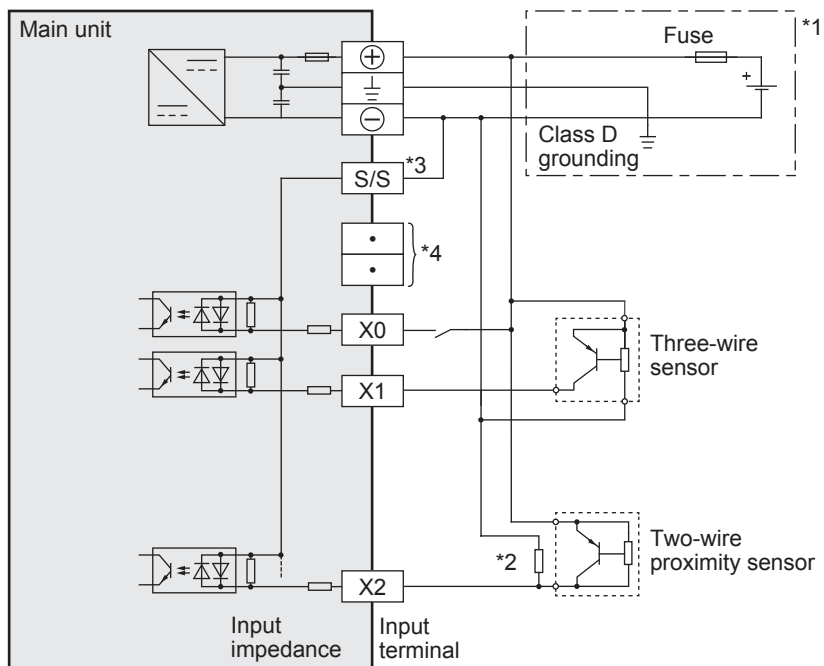 Main unit
*1
Fuse
+
Class D
grounding
S/S
*3
*4
X0
Three-wire
sensor
X1
*2
Two-wire
proximity sensor
X2
Input
impedance
Input
terminal